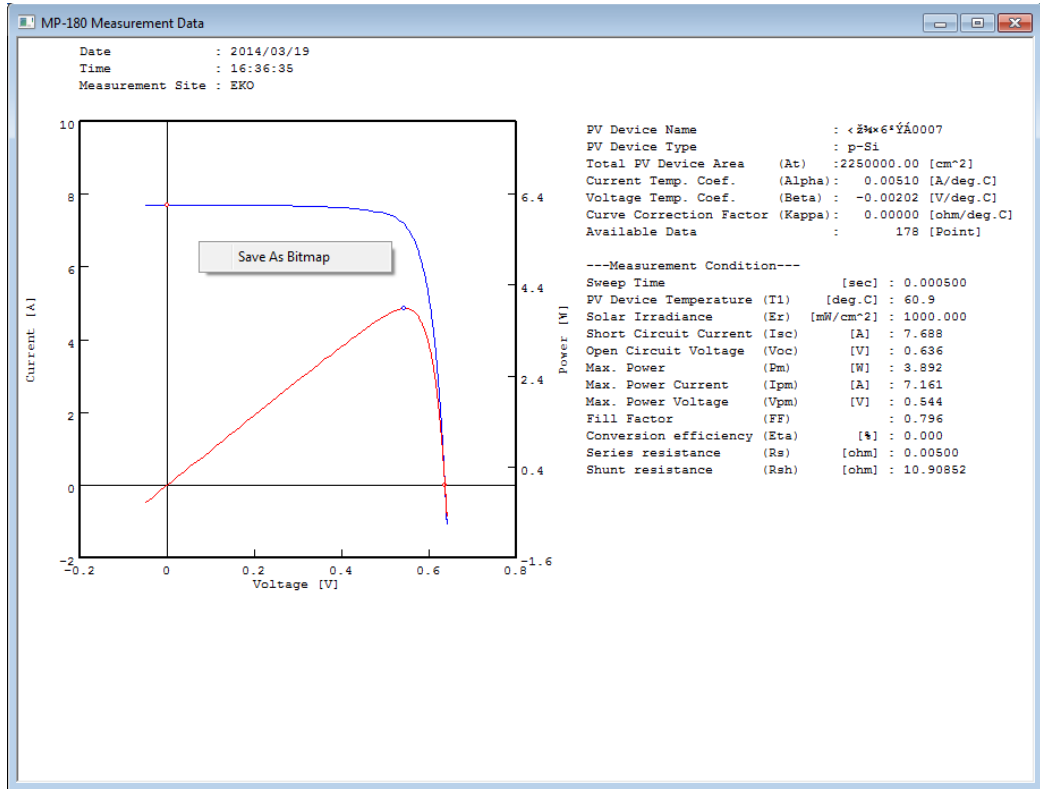 MP-180 Measurement Data
Date : 2014/03/19
Time : 16:36:35
Measurement Site : EKO
10
8
6
4
2
0
-2
Current [A]
-0.2 0 0.2 0.4 0.6 0.8
Voltage [V]
6.4
4.4
2.4
0.4
-1.6
Power [W]
Save As Bitmap
PV Device Name :
PV Device Type : p-Si
Total PV Device Area (At) :2250000.00 [cm^2]
Current Temp. Coef. (Alpha): 0.00510 [A/deg.C]
Voltage Temp. Coef. (Beta) : -0.00202 [V/deg.C]
Curve Correction Factor (Kappa): 0.00000 [ohm/deg.C]
Available Data : 178 [Point]
---Measurement Condition---
Sweep Time [sec] : 0.000500
PV Device Temperature (T1) [deg.C] : 60.9
Solar Irradiance (Er) [mW/cm^2] : 1000.000
Short Circuit Current (Isc) [A] : 7.688
Open Circuit Voltage (Voc) [V] : 0.636
Max. Power (Pm) [W] : 3.892
Max. Power Current (Ipm) [A] : 7.161
Max. Power Voltage (Vpm) [V] : 0.544
Fill Factor (FF) : 0.796
Conversion efficiency (Eta) [%] : 0.000
Series resistance (Rs) [ohm] : 0.00500
Shunt resistance (Rsh) [ohm] : 10.90852